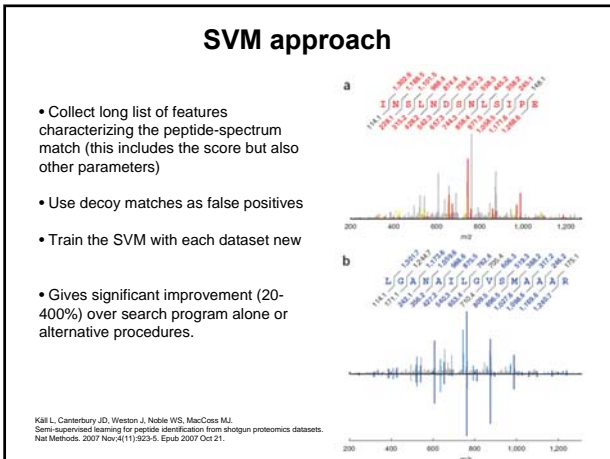 SVM approach
• Collect long list of features
characterizing the peptide-spectrum
match (this includes the score but also
other parameters)
• Use decoy matches as false positives
• Train the SVM with each dataset new
• Gives significant improvement (20-
400%) over search program alone or
alternative procedures.
Käll L, Canterbury JD, Weston J, Noble WS, MacCoss MJ.
Semi-supervised learning for peptide identification from shotgun proteomics datasets.
Nat Methods. 2007 Nov;4(11):923-5. Epub 2007 Oct 21.
a
I N S L N D S N L S I P E
200 400 600 800 1,000 1,200
m/z
b
L G A N A I L G V S M A A A R
200 400 600 800 1,000 1,200
m/z